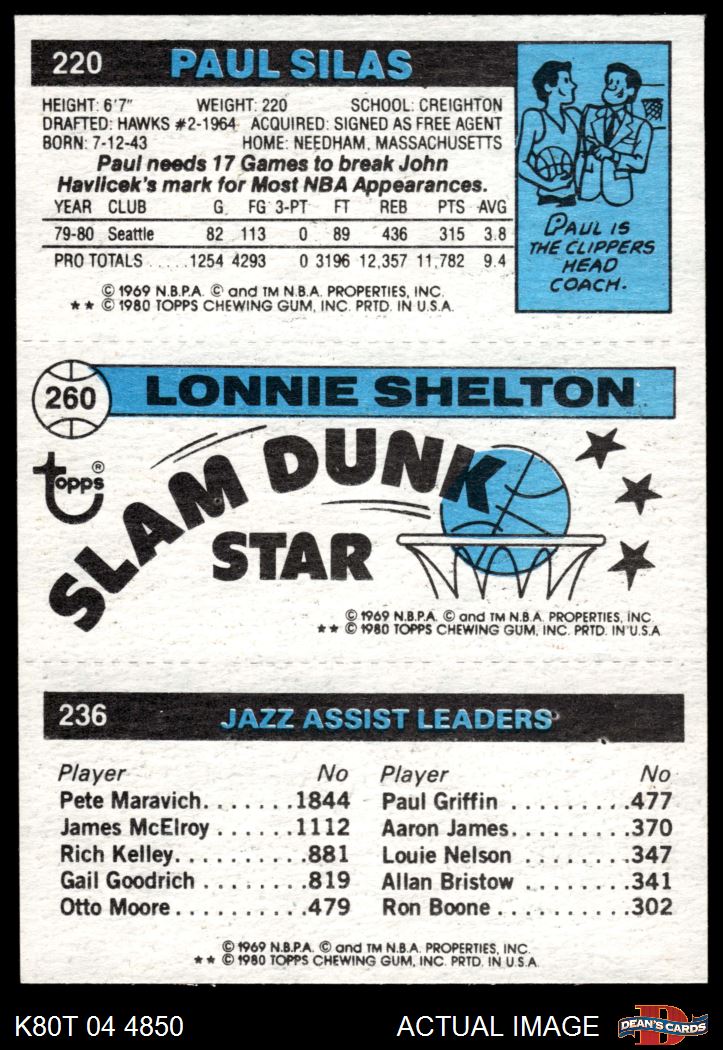 220 PAUL SILAS
HEIGHT: 6'7" WEIGHT: 220 SCHOOL: CREIGHTON
DRAFTED: HAWKS #2-1964 ACQUIRED: SIGNED AS FREE AGENT
BORN: 7-12-43 HOME: NEEDHAM, MASSACHUSETTS
Paul needs 17 Games to break John
Havlicek's mark for Most NBA Appearances.
YEAR CLUB G FG 3-PT FT REB PTS AVG
79-80 Seattle 82 113 0 89 436 315 3.8
PRO TOTALS .....1254 4293 0 3196 12,357 11,782 9.4
© 1969 N.B.P.A. © and TM N.B.A. PROPERTIES, INC.
** © 1980 TOPPS CHEWING GUM, INC. PRTD. IN U.S.A.
PAUL IS
THE CLIPPERS
HEAD
COACH.
260 LONNIE SHELTON
topps®
SLAM DUNK
STAR
© 1969 N.B.P.A. © and TM N.B.A. PROPERTIES, INC.
** © 1980 TOPPS CHEWING GUM, INC. PRTD. IN U.S.A.
236 JAZZ ASSIST LEADERS
Player No Player No
Pete Maravich.......1844 Paul Griffin .........477
James McElroy ......1112 Aaron James.........370
Rich Kelley..........881 Louie Nelson ........347
Gail Goodrich ........819 Allan Bristow ........341
Otto Moore..........479 Ron Boone ..........302
© 1969 N.B.P.A. © and TM N.B.A. PROPERTIES, INC.
** © 1980 TOPPS CHEWING GUM, INC. PRTD. IN U.S.A.
K80T 04 4850 ACTUAL IMAGE D DEAN'S CARDS